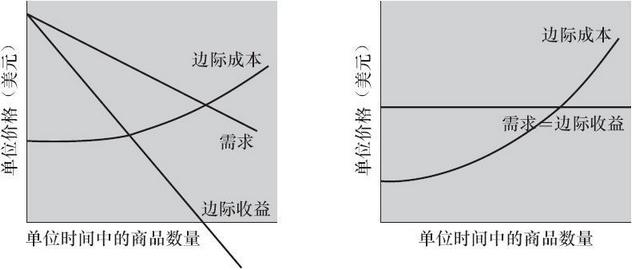 单位价格（美元）
边际成本
需求
边际收益
单位时间中的商品数量
单位价格（美元）
边际成本
需求＝边际收益
单位时间中的商品数量